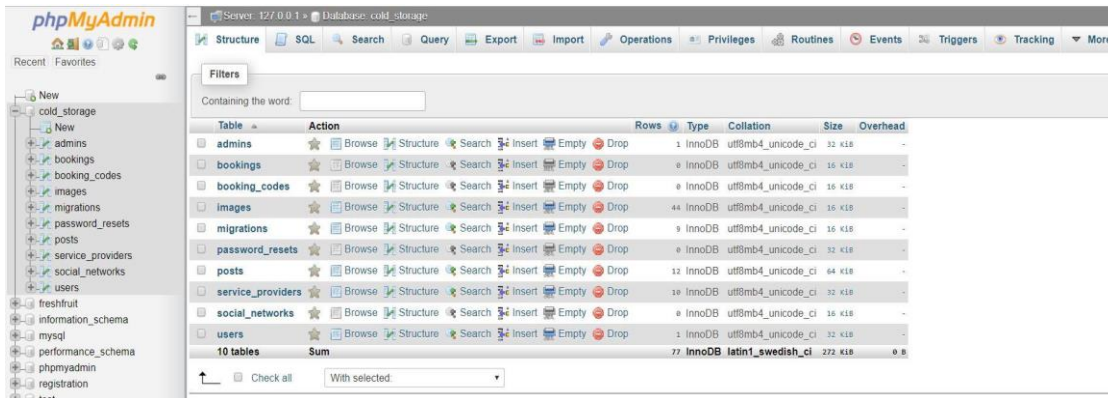 phpMyAdmin
Recent Favorites
New
cold_storage
New
admins
bookings
booking_codes
images
migrations
password_resets
posts
service_providers
social_networks
users
freshfruit
information_schema
mysql
performance_schema
phpmyadmin
registration
Server: 127.0.0.1 » Database: cold_storage
Structure SQL Search Query Export Import Operations Privileges Routines Events Triggers Tracking More
Filters
Containing the word:
Table Action Rows Type Collation Size Overhead
admins Browse Structure Search Insert Empty Drop 1 InnoDB utf8mb4_unicode_ci 32 KiB -
bookings Browse Structure Search Insert Empty Drop 0 InnoDB utf8mb4_unicode_ci 16 KiB -
booking_codes Browse Structure Search Insert Empty Drop 0 InnoDB utf8mb4_unicode_ci 16 KiB -
images Browse Structure Search Insert Empty Drop 44 InnoDB utf8mb4_unicode_ci 16 KiB -
migrations Browse Structure Search Insert Empty Drop 9 InnoDB utf8mb4_unicode_ci 16 KiB -
password_resets Browse Structure Search Insert Empty Drop 0 InnoDB utf8mb4_unicode_ci 32 KiB -
posts Browse Structure Search Insert Empty Drop 12 InnoDB utf8mb4_unicode_ci 64 KiB -
service_providers Browse Structure Search Insert Empty Drop 10 InnoDB utf8mb4_unicode_ci 32 KiB -
social_networks Browse Structure Search Insert Empty Drop 0 InnoDB utf8mb4_unicode_ci 16 KiB -
users Browse Structure Search Insert Empty Drop 1 InnoDB utf8mb4_unicode_ci 32 KiB -
10 tables Sum 77 InnoDB latin1_swedish_ci 272 KiB 0 B
Check all With selected: